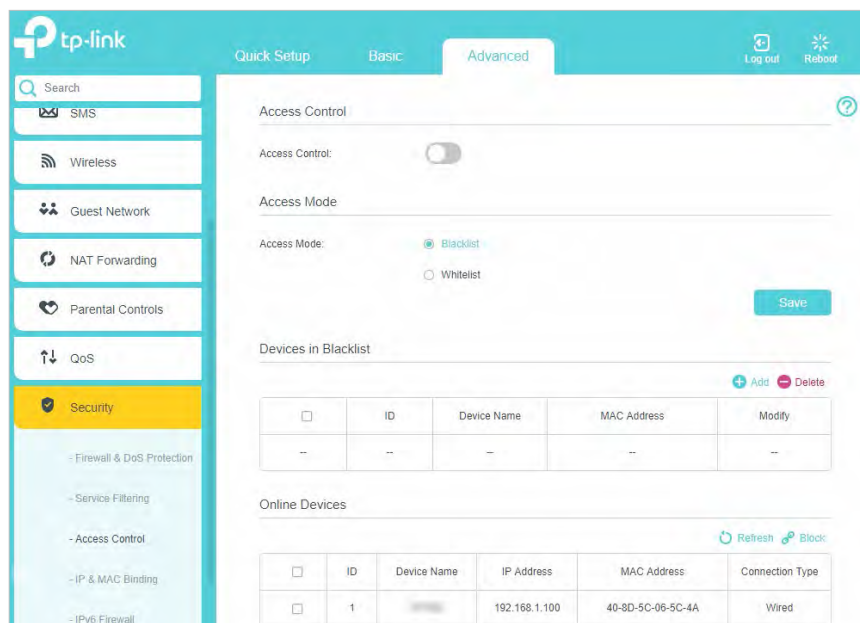 tp-link
Quick Setup
Basic
Advanced
Log out
Reboot
Search
SMS
Wireless
Guest Network
NAT Forwarding
Parental Controls
QoS
Security
- Firewall & DoS Protection
- Service Filtering
- Access Control
- IP & MAC Binding
- IPv6 Firewall
Access Control
Access Control:
Access Mode
Access Mode:
Blacklist
Whitelist
Save
Devices in Blacklist
Add Delete
ID Device Name MAC Address Modify
-- -- -- -- --
Online Devices
Refresh Block
ID Device Name IP Address MAC Address Connection Type
1 192.168.1.100 40-8D-5C-06-5C-4A Wired